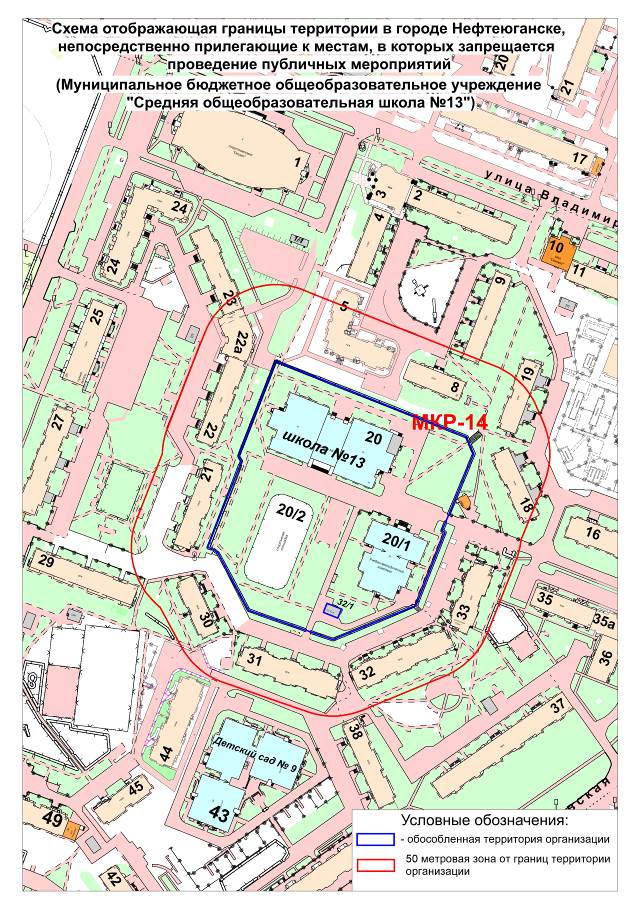 Схема отображающая границы территории в городе Нефтеюганске,
непосредственно прилегающие к местам, в которых запрещается
проведение публичных мероприятий
(Муниципальное бюджетное общеобразовательное учреждение
"Средняя общеобразовательная школа №13")
20
21
17
1
улица Владимир
3
2
4
24
10
11
24
23
9
5
25
22а
19
8
МКР-14
22
20
школа №13
27
21
18
20/2
16
20/1
29
32/1
35
35а
30
33
36
31
32
37
38
44
Детский сад № 9
ская
45
43
49
42
Условные обозначения:
- обособленная территория организации
50 метровая зона от границ территории
организации